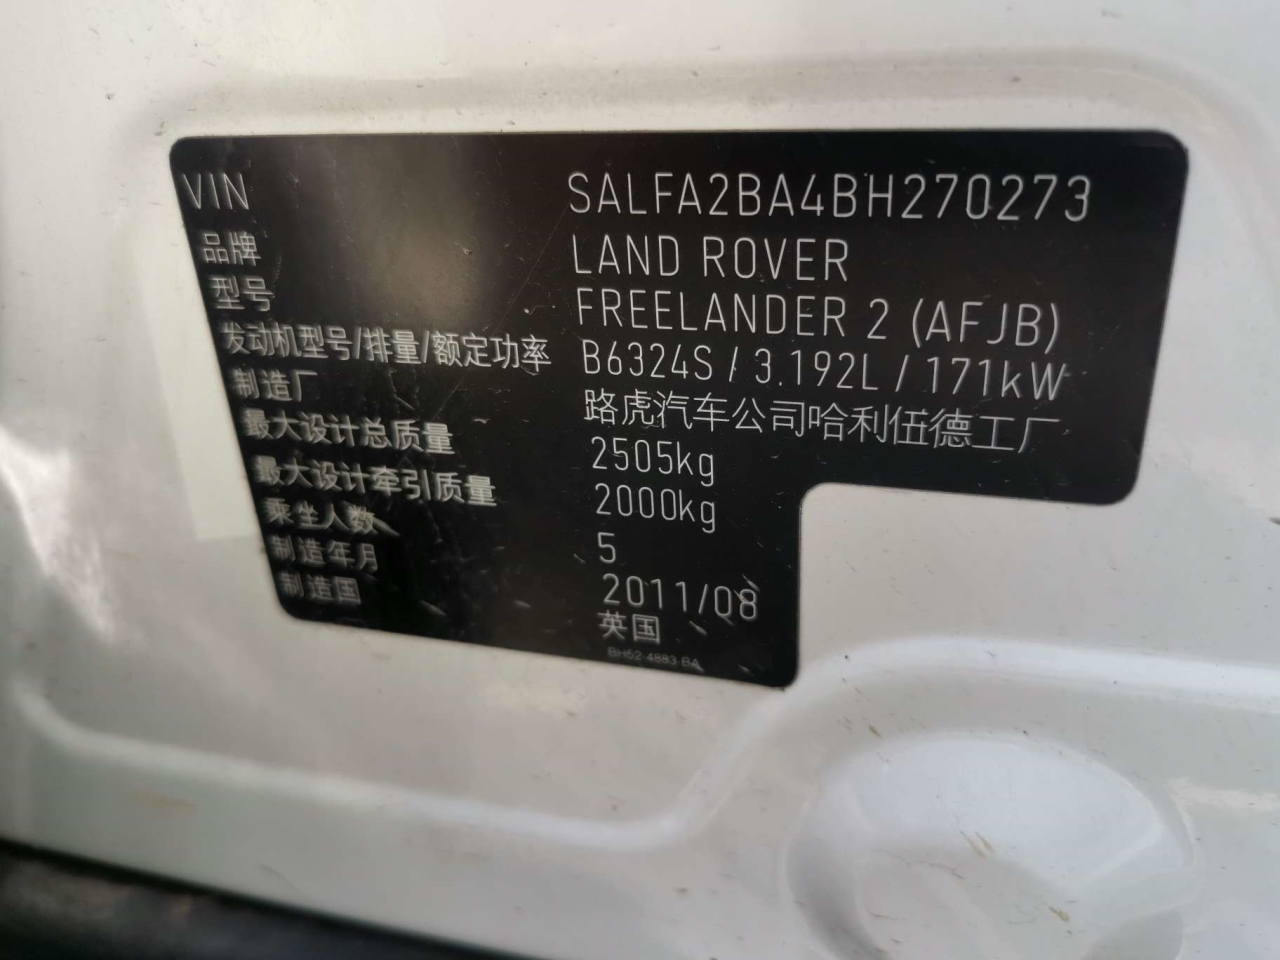 VIN SALFA2BA4BH270273
品牌 LAND ROVER
型号 FREELANDER 2 (AFJB)
发动机型号/排量/额定功率 B6324S / 3.192L / 171kW
制造厂 路虎汽车公司哈利伍德工厂
最大设计总质量 2505kg
最大设计牵引质量 2000kg
乘坐人数 5
制造年月 2011/08
制造国 英国
BH52-4883-BA